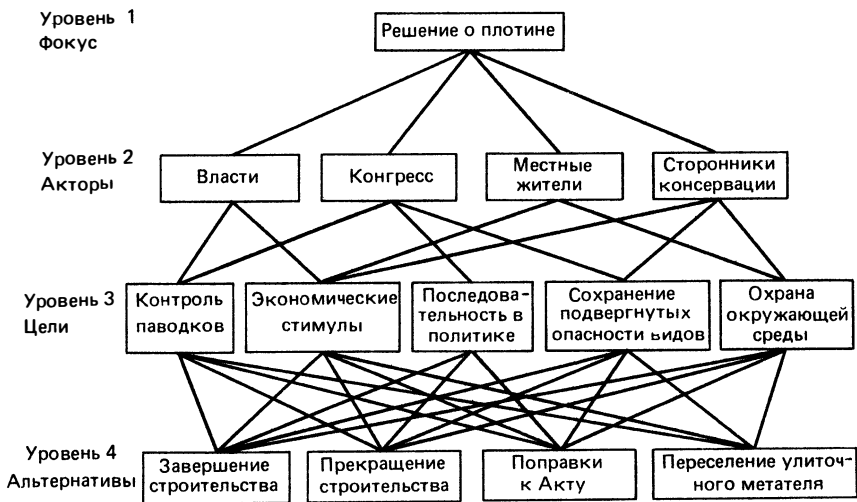 Уровень 1
Фокус
Решение о плотине
Уровень 2
Акторы
Власти
Конгресс
Местные
жители
Сторонники
консервации
Уровень 3
Цели
Контроль
паводков
Экономические
стимулы
Последова-
тельность в
политике
Сохранение
подвергнутых
опасности видов
Охрана
окружающей
среды
Уровень 4
Альтернативы
Завершение
строительства
Прекращение
строительства
Поправки
к Акту
Переселение улиточ-
ного метателя